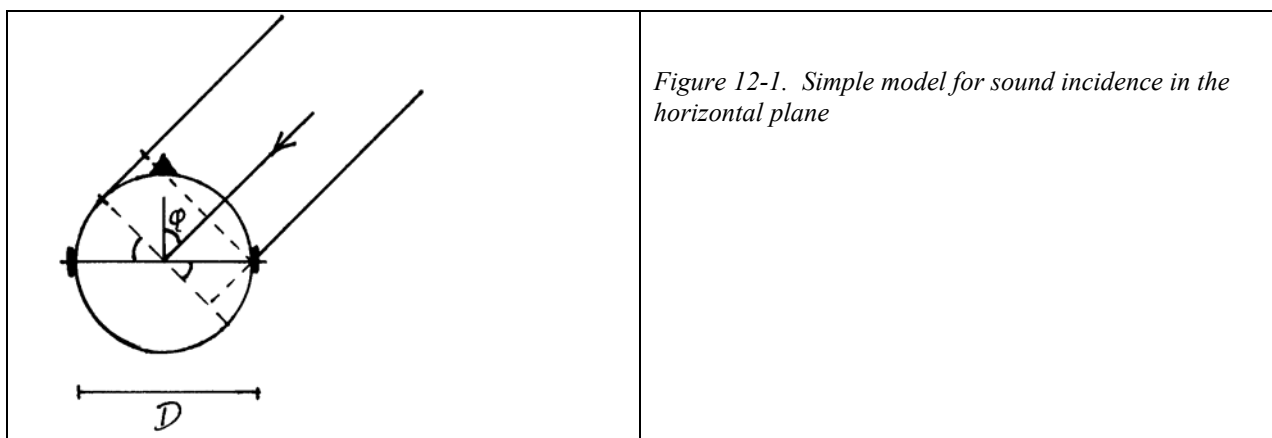 Figure 12-1. Simple model for sound incidence in the
horizontal plane
φ
D